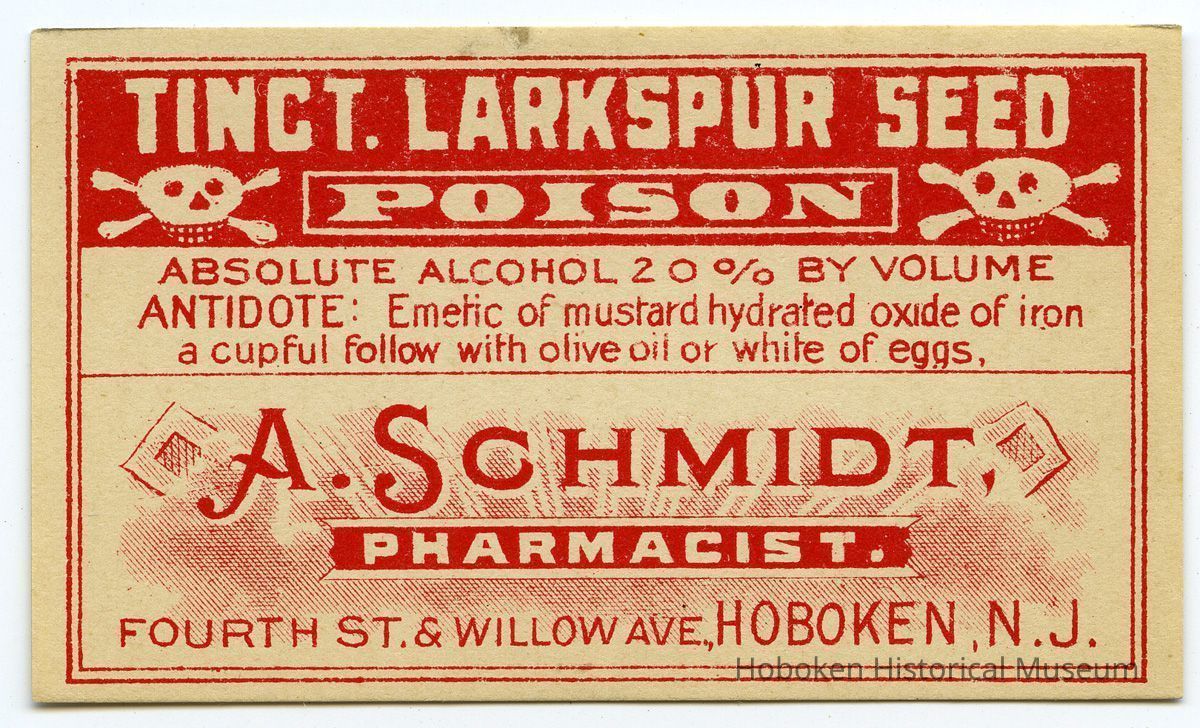 TINCT. LARKSPUR SEED
POISON
ABSOLUTE ALCOHOL 20% BY VOLUME
ANTIDOTE: Emetic of mustard hydrated oxide of iron
a cupful follow with olive oil or white of eggs,
A. SCHMIDT,
PHARMACIST.
FOURTH ST. & WILLOW AVE., HOBOKEN, N.J.
Hoboken Historical Museum